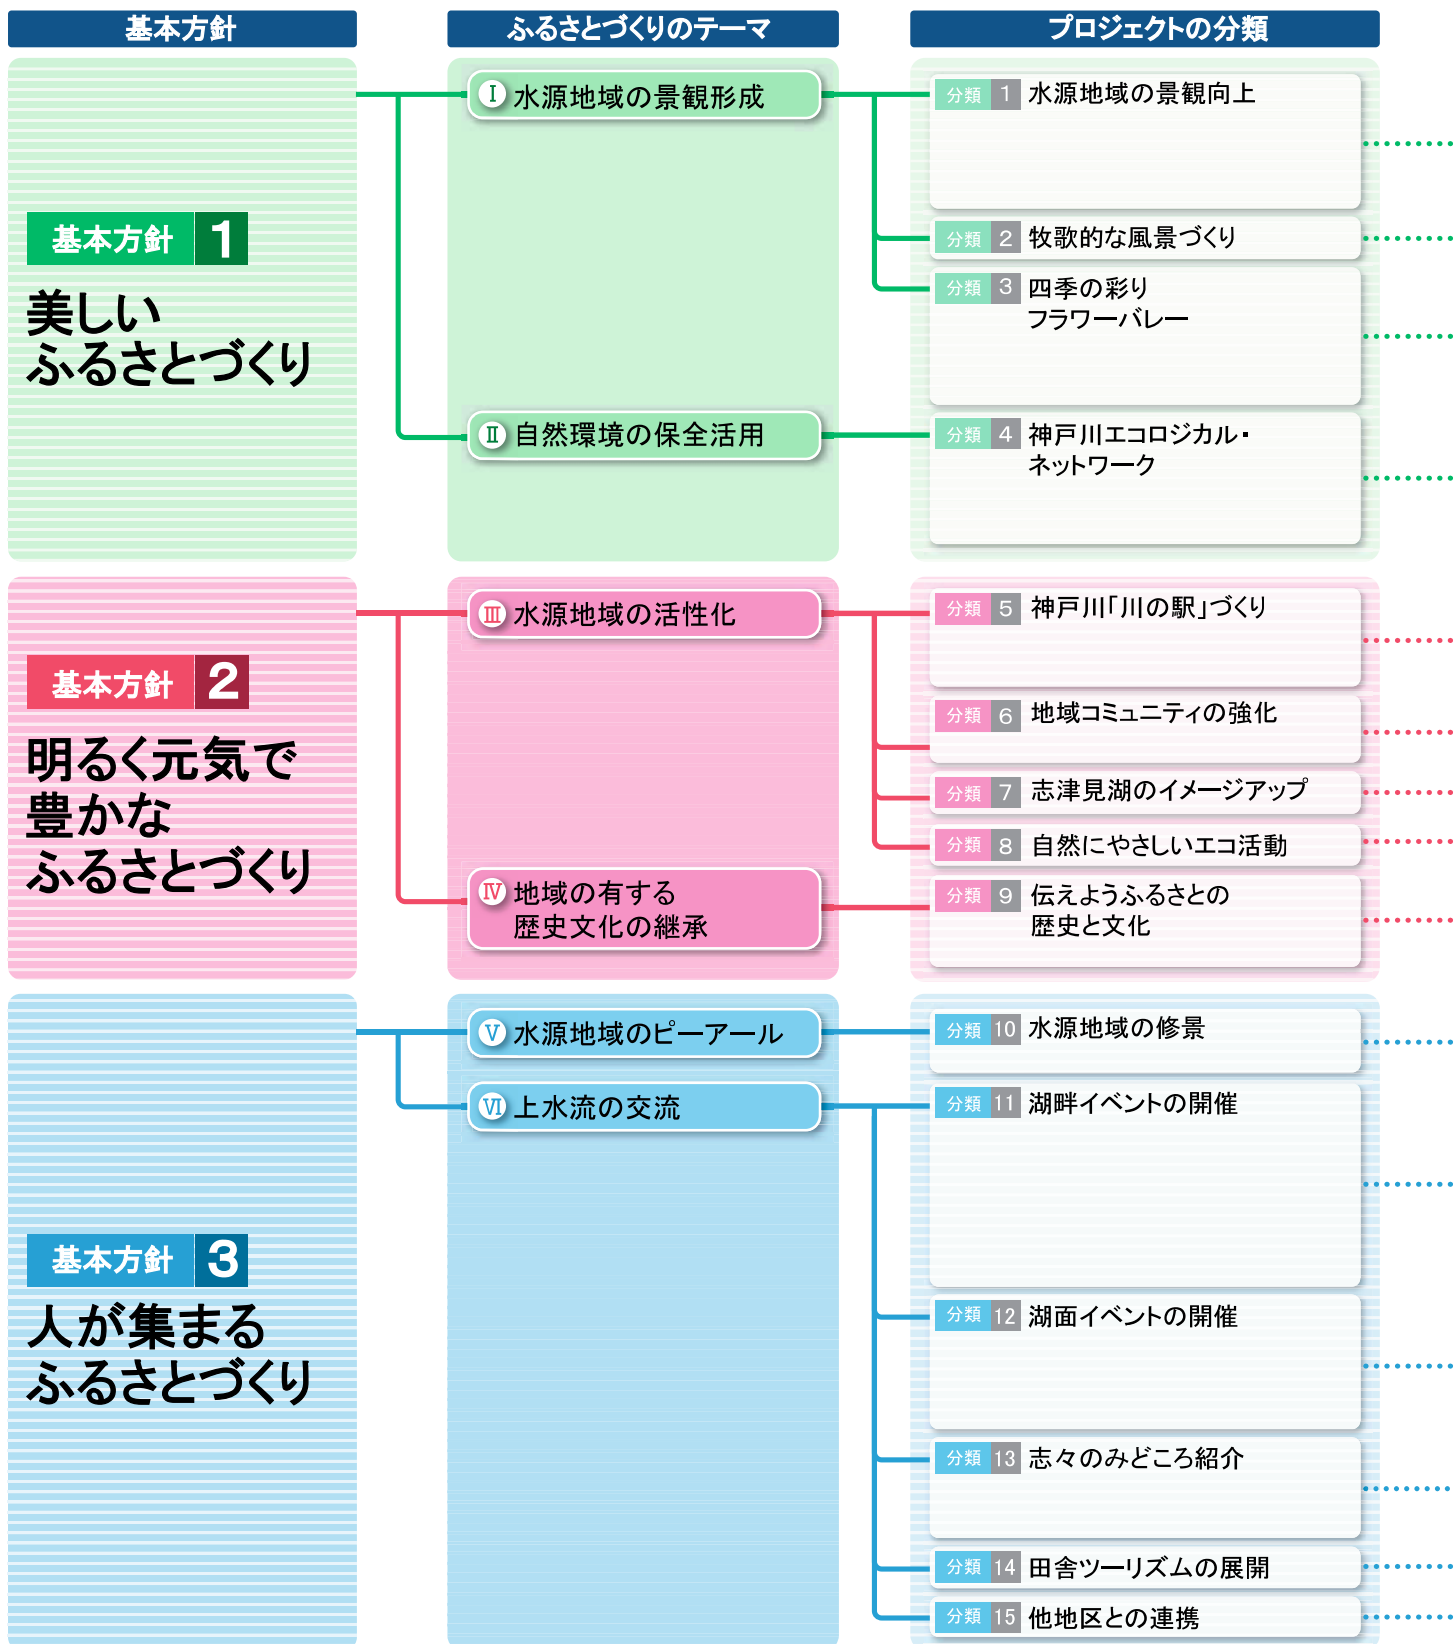 基本方針
ふるさとづくりのテーマ
プロジェクトの分類
基本方針 1
美しい
ふるさとづくり
Ⅰ 水源地域の景観形成
分類 1 水源地域の景観向上
分類 2 牧歌的な風景づくり
分類 3 四季の彩り
フラワーバレー
Ⅱ 自然環境の保全活用
分類 4 神戸川エコロジカル・
ネットワーク
基本方針 2
明るく元気で
豊かな
ふるさとづくり
Ⅲ 水源地域の活性化
分類 5 神戸川「川の駅」づくり
分類 6 地域コミュニティの強化
分類 7 志津見湖のイメージアップ
分類 8 自然にやさしいエコ活動
Ⅳ 地域の有する
歴史文化の継承
分類 9 伝えようふるさとの
歴史と文化
基本方針 3
人が集まる
ふるさとづくり
Ⅴ 水源地域のピーアール
分類 10 水源地域の修景
Ⅵ 上水流の交流
分類 11 湖畔イベントの開催
分類 12 湖面イベントの開催
分類 13 志々のみどころ紹介
分類 14 田舎ツーリズムの展開
分類 15 他地区との連携